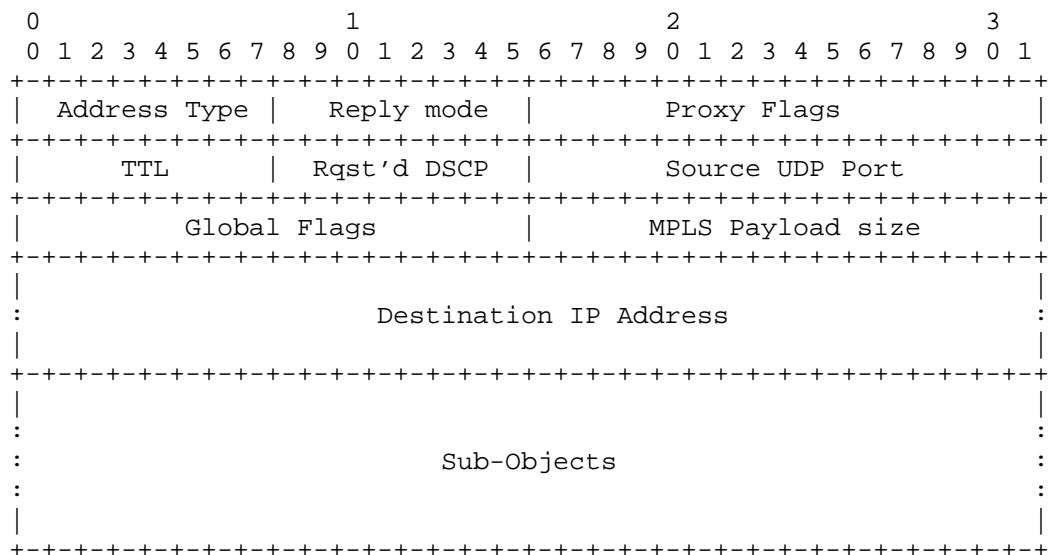 0                   1                   2                   3
 0 1 2 3 4 5 6 7 8 9 0 1 2 3 4 5 6 7 8 9 0 1 2 3 4 5 6 7 8 9 0 1
+-+-+-+-+-+-+-+-+-+-+-+-+-+-+-+-+-+-+-+-+-+-+-+-+-+-+-+-+-+-+-+-+
|  Address Type |   Reply mode  |        Proxy Flags            |
+-+-+-+-+-+-+-+-+-+-+-+-+-+-+-+-+-+-+-+-+-+-+-+-+-+-+-+-+-+-+-+-+
|      TTL      |  Rqst’d DSCP  |        Source UDP Port        |
+-+-+-+-+-+-+-+-+-+-+-+-+-+-+-+-+-+-+-+-+-+-+-+-+-+-+-+-+-+-+-+-+
|          Global Flags         |       MPLS Payload size       |
+-+-+-+-+-+-+-+-+-+-+-+-+-+-+-+-+-+-+-+-+-+-+-+-+-+-+-+-+-+-+-+-+
|                                                               |
:                      Destination IP Address                   :
|                                                               |
+-+-+-+-+-+-+-+-+-+-+-+-+-+-+-+-+-+-+-+-+-+-+-+-+-+-+-+-+-+-+-+-+
|                                                               |
:                                                               :
:                          Sub-Objects                          :
:                                                               :
|                                                               |
+-+-+-+-+-+-+-+-+-+-+-+-+-+-+-+-+-+-+-+-+-+-+-+-+-+-+-+-+-+-+-+-+